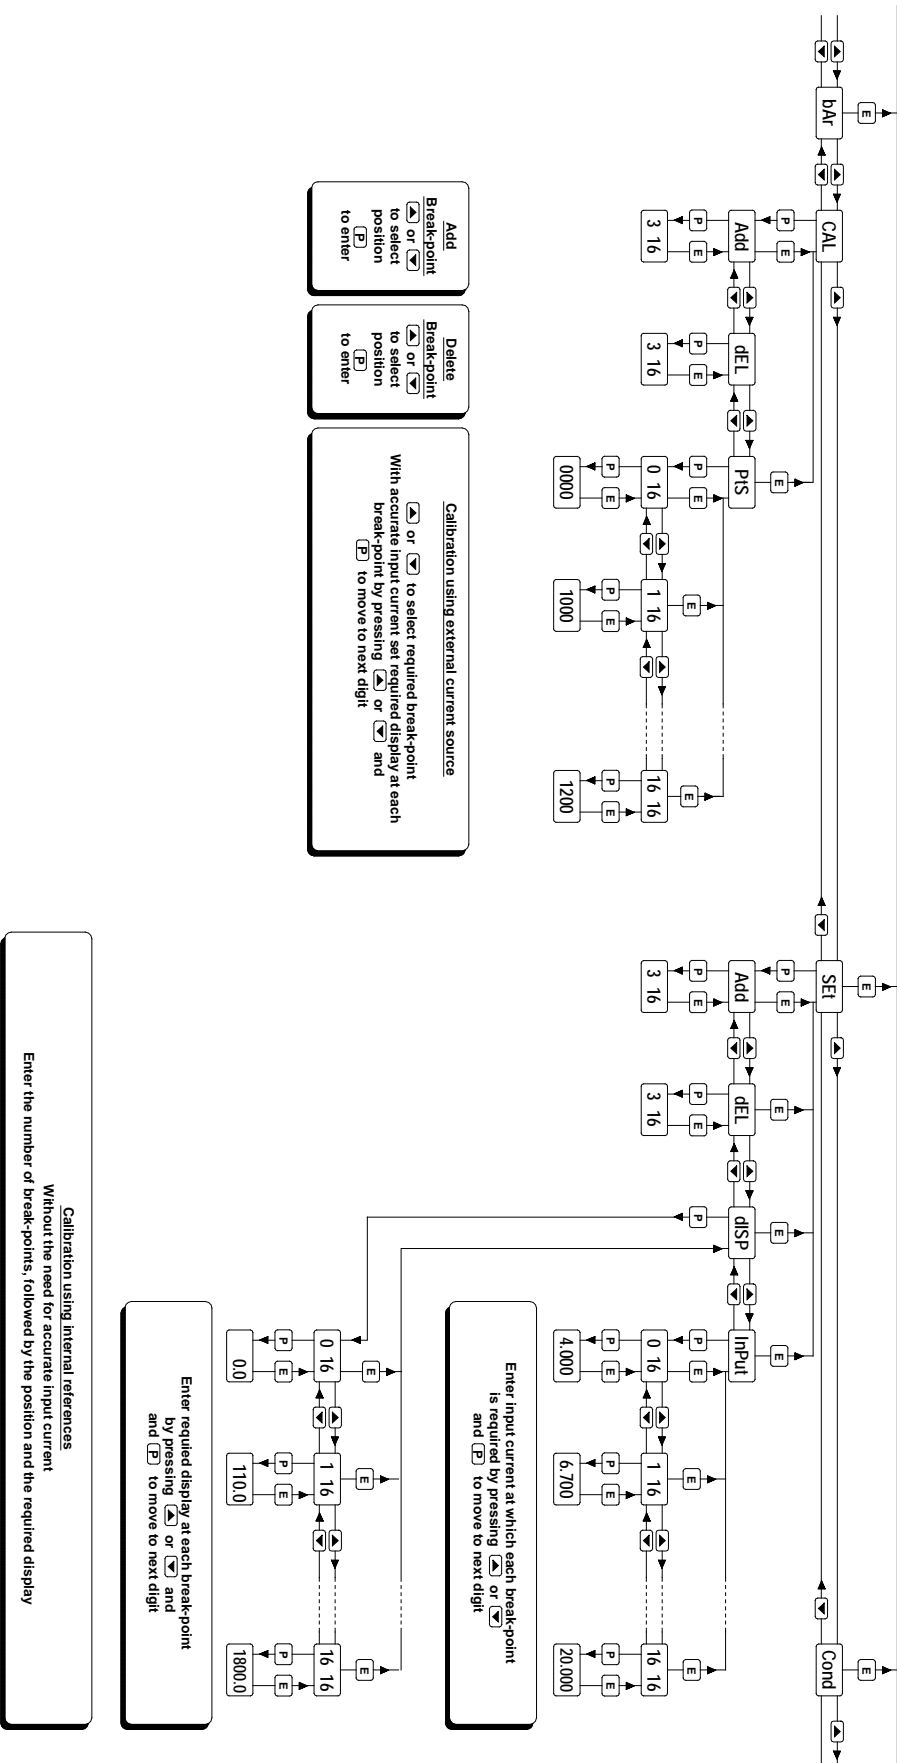 bAr
E
CAL
SEt
E
Cond
E
P
E
Add
dEL
PtS
E
P
E
3 16
P
E
3 16
P
E
0 16
1 16
E
16 16
E
P
E
0000
P
E
1000
P
E
1200
P
E
Add
dEL
E
dISP
E
InPut
E
P
E
3 16
P
E
3 16
P
P
E
0 16
1 16
E
16 16
E
P
E
4.000
P
E
6.700
P
E
20.000
Add
Break-point
or
to select
position
P
to enter
Delete
Break-point
or
to select
position
P
to enter
Calibration using external current source
or to select required break-point
With accurate input current set required display at each
break-point by pressing or and
P to move to next digit
Enter input current at which each break-point
is required by pressing or
and P to move to next digit
0 16
E
1 16
E
16 16
E
P
E
0.0
P
E
110.0
P
E
1800.0
Enter requied display at each break-point
by pressing or and
and P to move to next digit
Calibration using internal references
Without the need for accurate input current
Enter the number of break-points, followed by the position and the required display